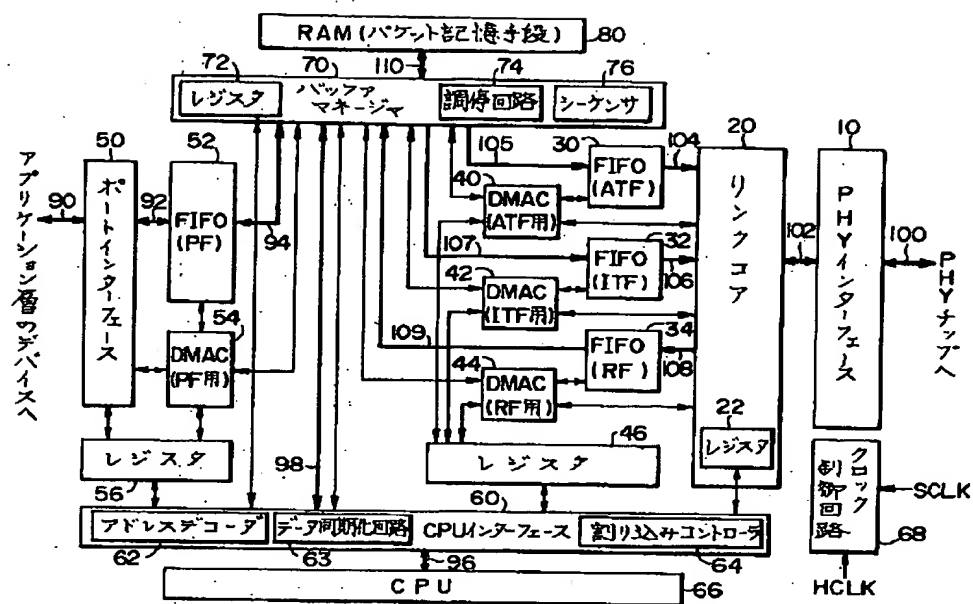 RAM(パケット記憶手段)
80
72
70
110
74
76
レジスタ
バッファ
マネージャ
調停回路
シーケンサ
50
52
105
30
104
20
10
アプリケーション層のデバイスへ
90
ポートインターフェース
92
FIFO
(PF)
94
40
FIFO
(ATF)
DMAC
(ATF用)
リンクコア
102
PHYインターフェース
100
PHYチップへ
107
32
42
FIFO
(ITF)
106
DMAC
(ITF用)
54
DMAC
(PF用)
109
34
44
FIFO
(RF)
108
DMAC
(RF用)
22
レジスタ
46
レジスタ
56
レジスタ
98
60
クロック
制御回路
SCLK
68
HCLK
アドレスデコーダ
データ同期化回路
CPUインターフェース
割り込みコントローラ
62
63
96
64
CPU
66